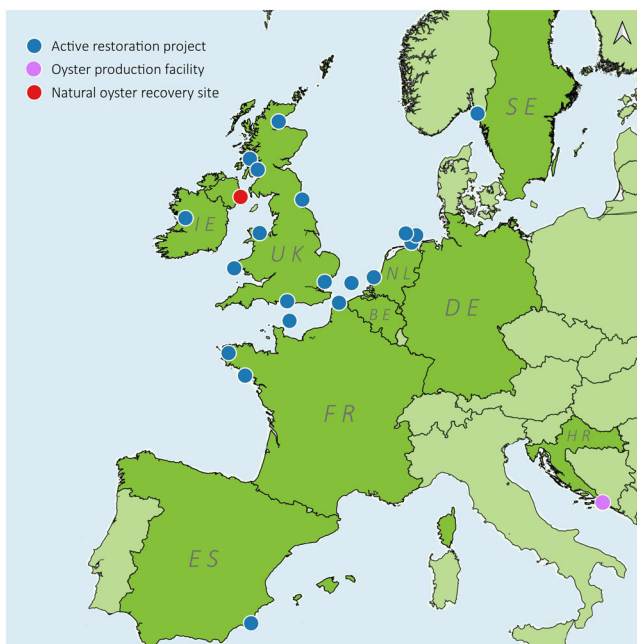 Active restoration project
Oyster production facility
Natural oyster recovery site
SE
IE
UK
NL
BE
DE
FR
HR
ES